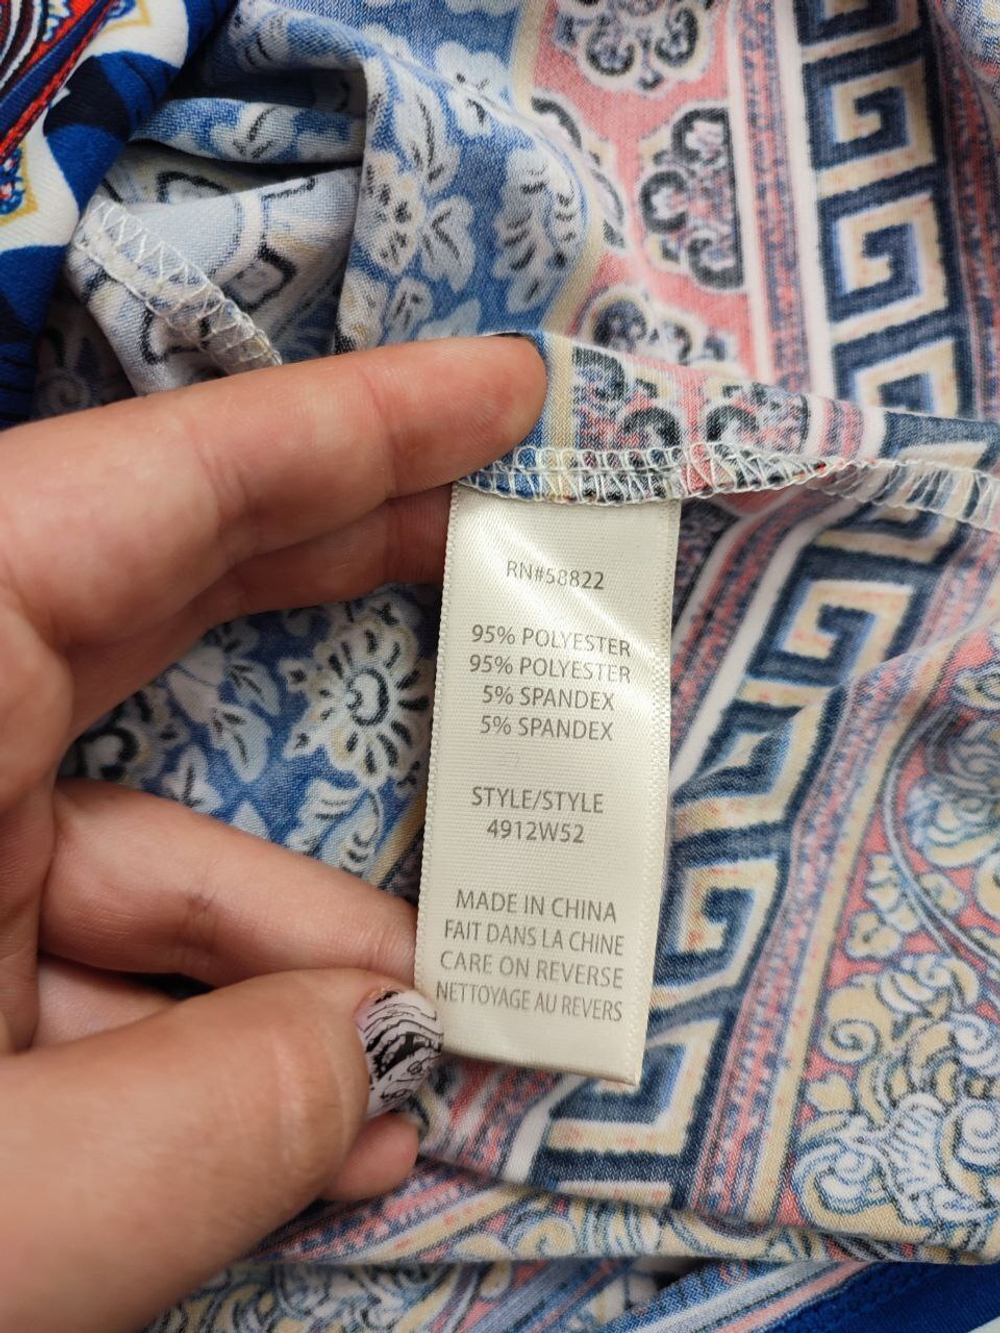 RN#58822
95% POLYESTER
95% POLYESTER
5% SPANDEX
5% SPANDEX
STYLE/STYLE
4912W52
MADE IN CHINA
FAIT DANS LA CHINE
CARE ON REVERSE
NETTOYAGE AU REVERS